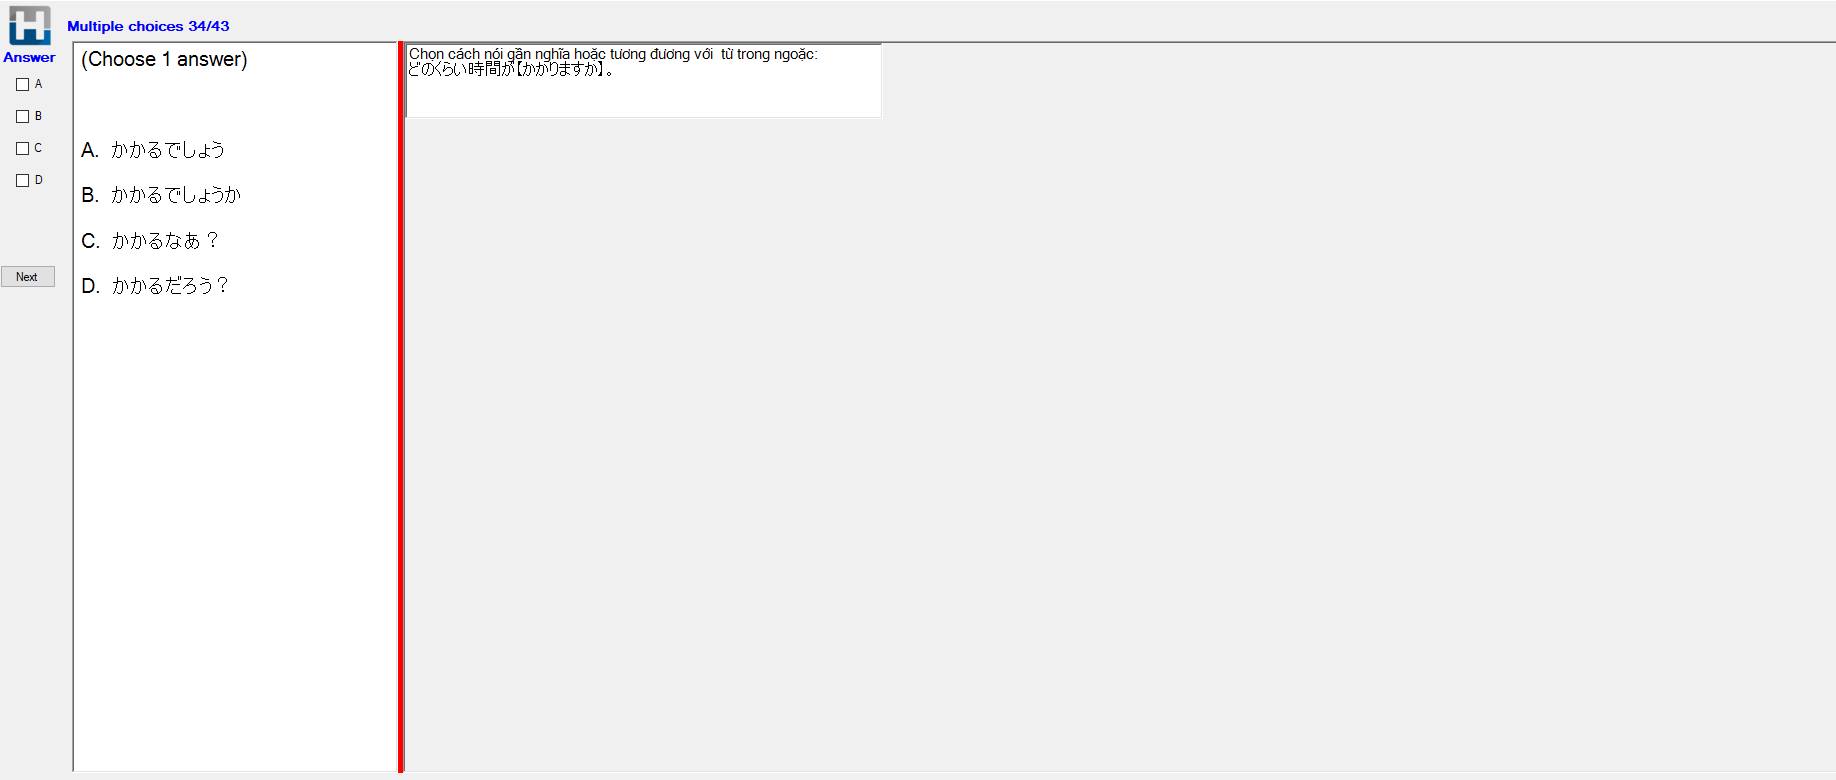 Multiple choices 34/43
Answer
A
B
C
D
Next
(Choose 1 answer)
A. かかるでしょう
B. かかるでしょうか
C. かかるなあ？
D. かかるだろう？
Chọn cách nói gần nghĩa hoặc tương đương với từ trong ngoặc:
どのくらい時間が【かかりますか】。